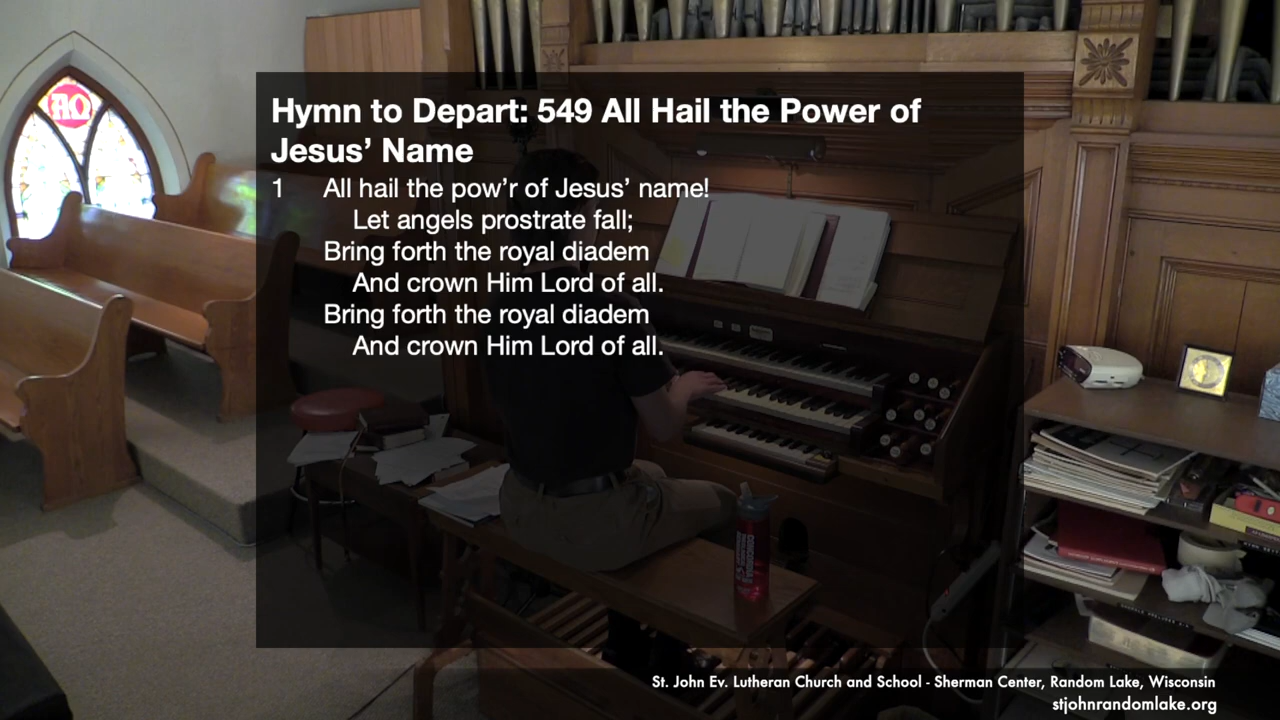 ΑΩ
Hymn to Depart: 549 All Hail the Power of
Jesus’ Name
1 All hail the pow’r of Jesus’ name!
Let angels prostrate fall;
Bring forth the royal diadem
And crown Him Lord of all.
Bring forth the royal diadem
And crown Him Lord of all.
CONCORDIA
St. John Ev. Lutheran Church and School - Sherman Center, Random Lake, Wisconsin
stjohnrandomlake.org